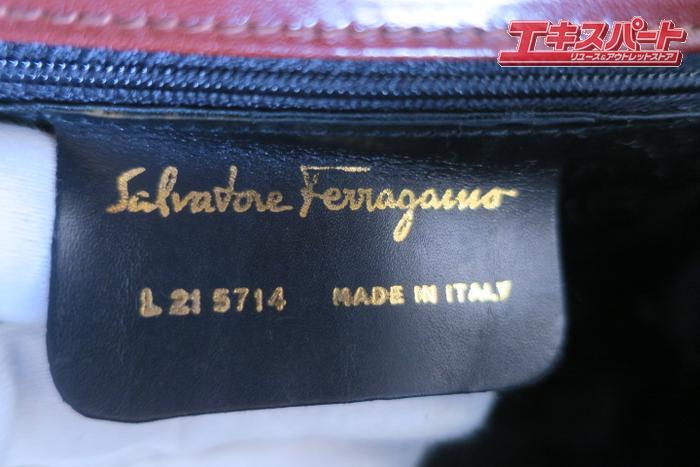 エキスパート
リユース&アウトレットストア
Salvatore Ferragamo
L 21 5714 MADE IN ITALY